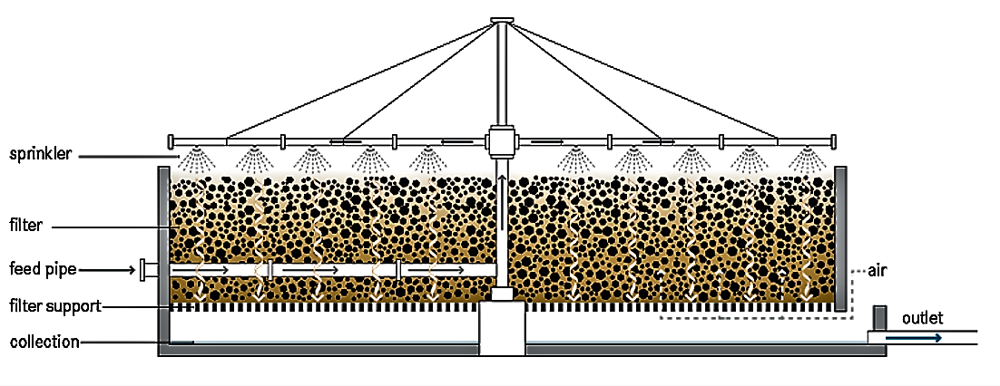 sprinkler
filter
feed pipe
air
filter support
outlet
collection